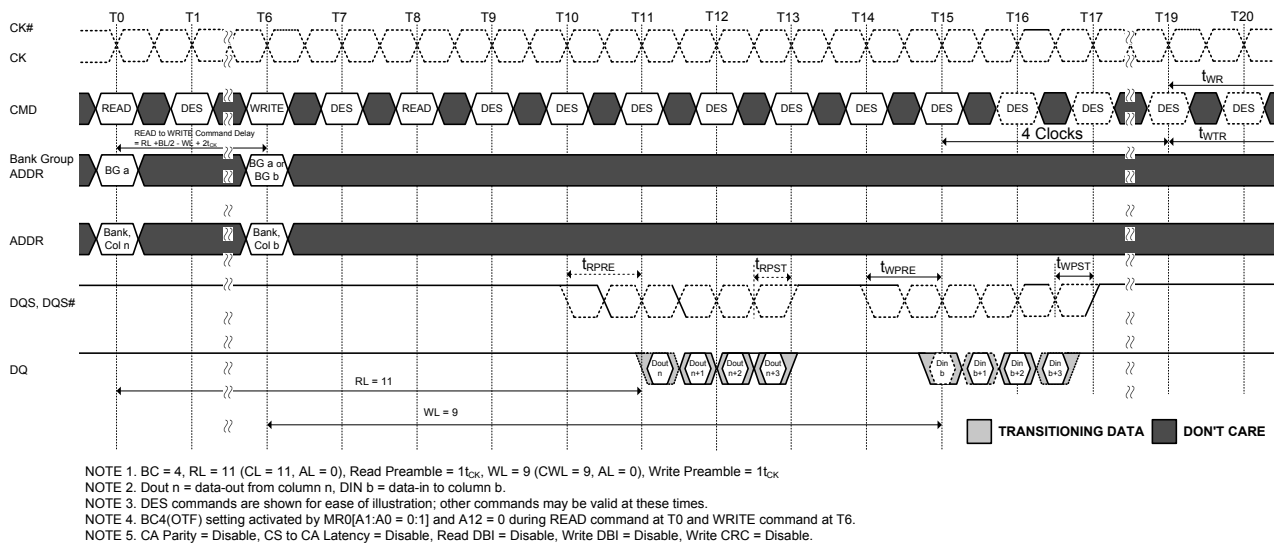 T0 T1 T6 T7 T8 T9 T10 T11 T12 T13 T14 T15 T16 T17 T19 T20
CK#
CK
tWR
CMD READ DES WRITE DES READ DES DES DES DES DES DES DES DES DES DES DES
READ to WRITE Command Delay
= RL +BL/2 - WL + 2tCK
4 Clocks
tWTR
Bank Group
ADDR
BG a
BG a or
BG b
ADDR
Bank,
Col n
Bank,
Col b
tRPRE tRPST tWPRE tWPST
DQS, DQS#
DQ
Dout
n
Dout
n+1
Dout
n+2
Dout
n+3
Din
b
Din
b+1
Din
b+2
Din
b+3
RL = 11
WL = 9
TRANSITIONING DATA DON'T CARE
NOTE 1. BC = 4, RL = 11 (CL = 11, AL = 0), Read Preamble = 1tCK, WL = 9 (CWL = 9, AL = 0), Write Preamble = 1tCK
NOTE 2. Dout n = data-out from column n, DIN b = data-in to column b.
NOTE 3. DES commands are shown for ease of illustration; other commands may be valid at these times.
NOTE 4. BC4(OTF) setting activated by MR0[A1:A0 = 0:1] and A12 = 0 during READ command at T0 and WRITE command at T6.
NOTE 5. CA Parity = Disable, CS to CA Latency = Disable, Read DBI = Disable, Write DBI = Disable, Write CRC = Disable.